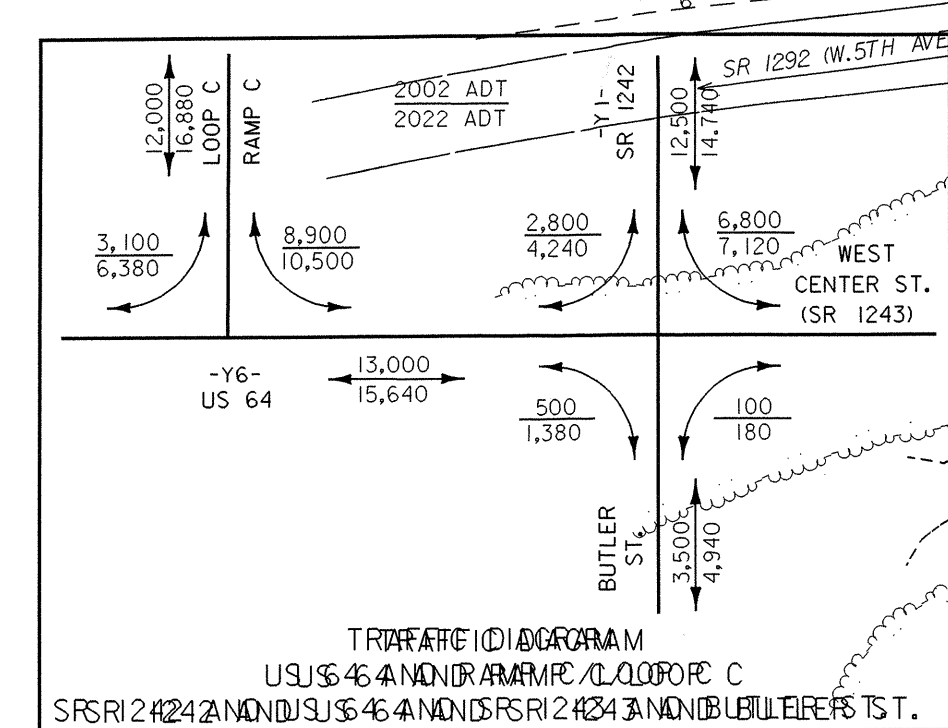 SR 1292 (W.5TH AVE
12,000
16,880
LOOP C
RAMP C
2002 ADT
2022 ADT
-Y1-
SR 1242
12,500
14.740
3,100
6,380
8,900
10,500
2,800
4,240
6,800
7,120
WEST
CENTER ST.
(SR 1243)
-Y6-
US 64
13,000
15,640
500
1,380
100
180
BUTLER
ST.
3,500
4,940
TRAFFIC DIAGRAM
US 64 AND RAMP C/LOOP C
SR 1242 AND US 64 AND SR 1243 AND BUTLER ST.